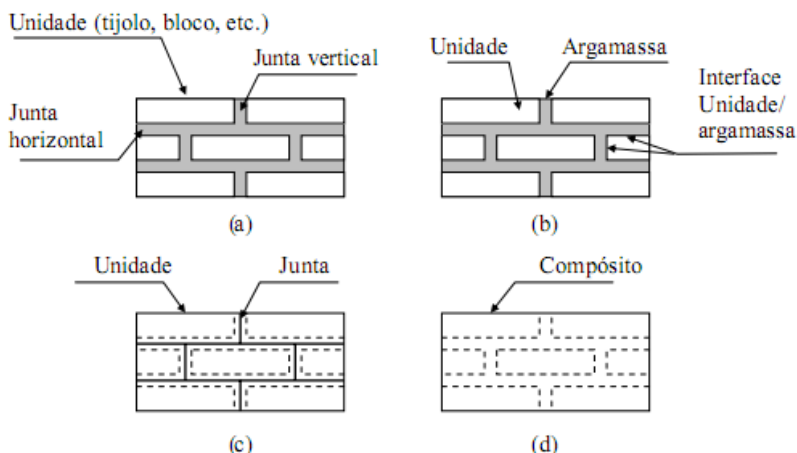 Unidade (tijolo, bloco, etc.)
Junta vertical
Junta
horizontal
(a)
Unidade
Argamassa
Interface
Unidade/
argamassa
(b)
Unidade
Junta
(c)
Compósito
(d)